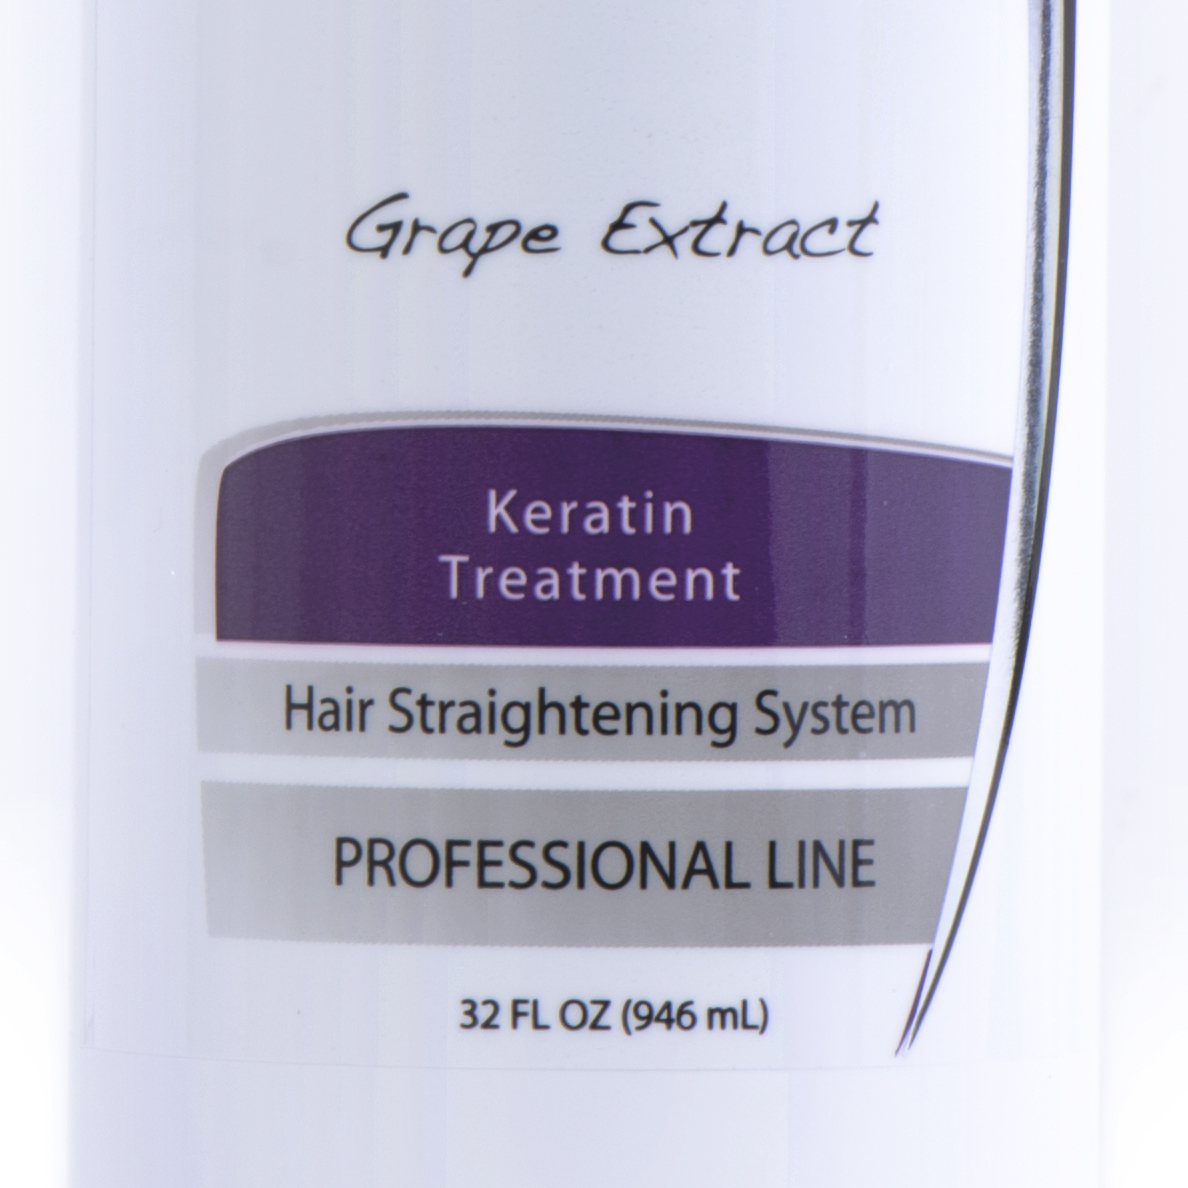 Grape Extract
Keratin
Treatment
Hair Straightening System
PROFESSIONAL LINE
32 FL OZ (946 mL)